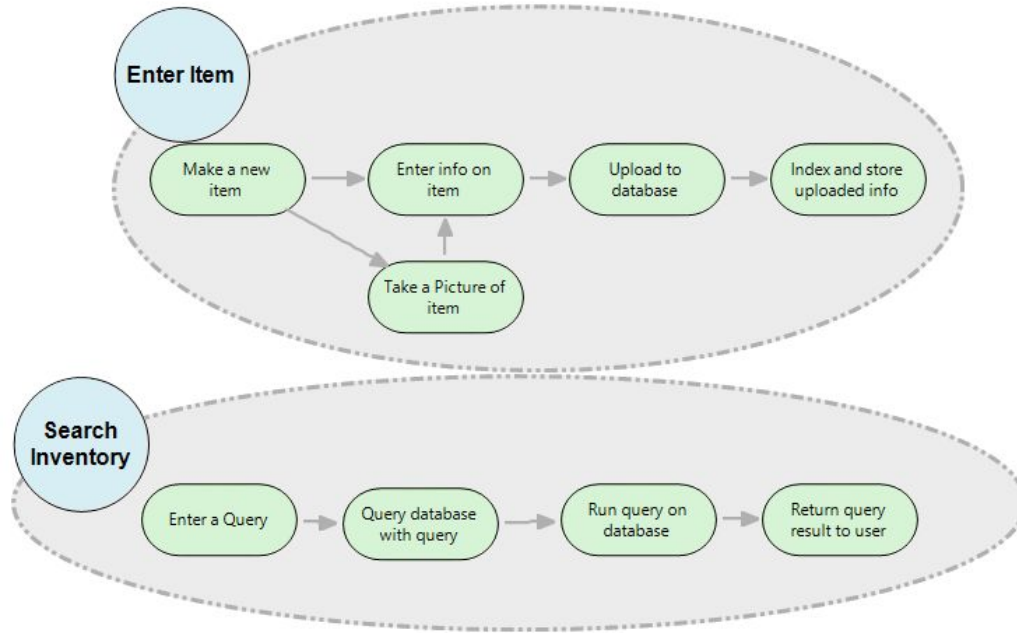 Enter Item
Make a new
item
Enter info on
item
Upload to
database
Index and store
uploaded info
Take a Picture of
item
Search
Inventory
Enter a Query
Query database
with query
Run query on
database
Return query
result to user